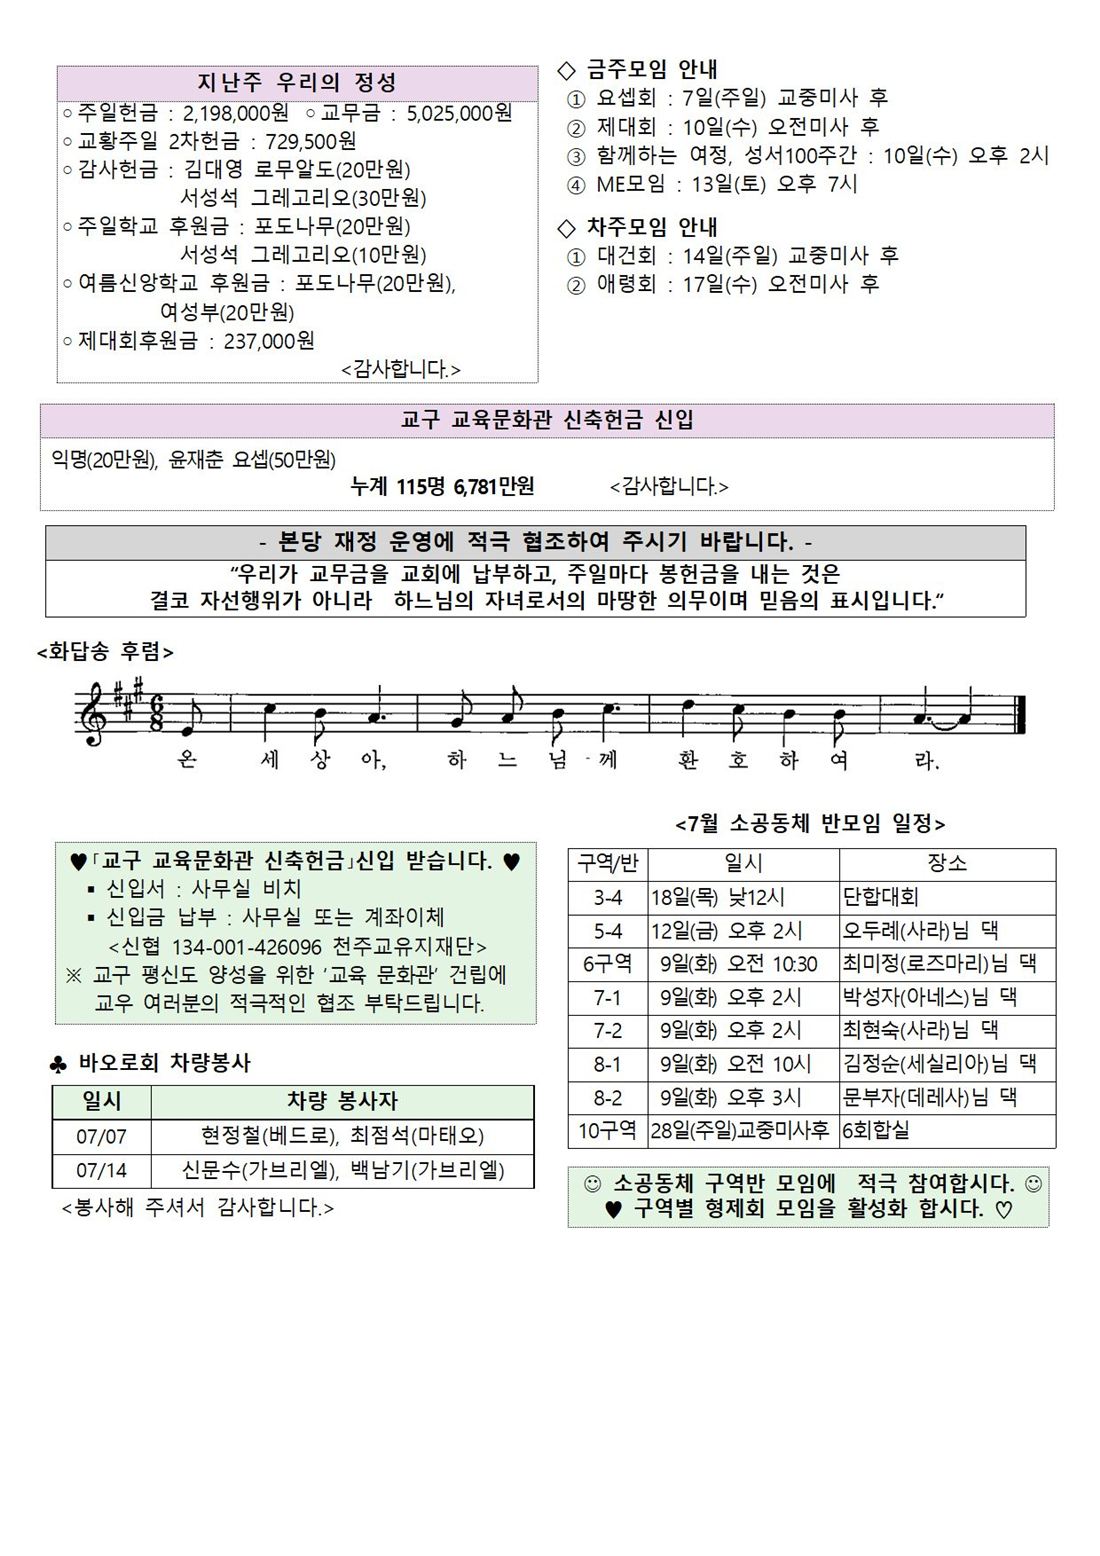 지난주 우리의 정성
○ 주일헌금 : 2,198,000원 ○ 교무금 : 5,025,000원
○ 교황주일 2차헌금 : 729,500원
○ 감사헌금 : 김대영 로무알도(20만원)
서성석 그레고리오(30만원)
○ 주일학교 후원금 : 포도나무(20만원)
서성석 그레고리오(10만원)
○ 여름신앙학교 후원금 : 포도나무(20만원),
여성부(20만원)
○ 제대회후원금 : 237,000원
<감사합니다.>
◇ 금주모임 안내
① 요셉회 : 7일(주일) 교중미사 후
② 제대회 : 10일(수) 오전미사 후
③ 함께하는 여정, 성서100주간 : 10일(수) 오후 2시
④ ME모임 : 13일(토) 오후 7시
◇ 차주모임 안내
① 대건회 : 14일(주일) 교중미사 후
② 애령회 : 17일(수) 오전미사 후
교구 교육문화관 신축헌금 신입
익명(20만원), 윤재춘 요셉(50만원)
누계 115명 6,781만원 <감사합니다.>
- 본당 재정 운영에 적극 협조하여 주시기 바랍니다. -
“우리가 교무금을 교회에 납부하고, 주일마다 봉헌금을 내는 것은
결코 자선행위가 아니라 하느님의 자녀로서의 마땅한 의무이며 믿음의 표시입니다.“
<화답송 후렴>
6
8
온 세 상 아, 하 느 님 - 께 환 호 하 여 라.
♥｢교구 교육문화관 신축헌금｣신입 받습니다. ♥
▪ 신입서 : 사무실 비치
▪ 신입금 납부 : 사무실 또는 계좌이체
<신협 134-001-426096 천주교유지재단>
※ 교구 평신도 양성을 위한 ‘교육 문화관’ 건립에
교우 여러분의 적극적인 협조 부탁드립니다.
♣ 바오로회 차량봉사
일시 차량 봉사자
07/07 현정철(베드로), 최점석(마태오)
07/14 신문수(가브리엘), 백남기(가브리엘)
<봉사해 주셔서 감사합니다.>
<7월 소공동체 반모임 일정>
구역/반 일시 장소
3-4 18일(목) 낮12시 단합대회
5-4 12일(금) 오후 2시 오두례(사라)님 댁
6구역 9일(화) 오전 10:30 최미정(로즈마리)님 댁
7-1 9일(화) 오후 2시 박성자(아네스)님 댁
7-2 9일(화) 오후 2시 최현숙(사라)님 댁
8-1 9일(화) 오전 10시 김정순(세실리아)님 댁
8-2 9일(화) 오후 3시 문부자(데레사)님 댁
10구역 28일(주일)교중미사후 6회합실
☺ 소공동체 구역반 모임에 적극 참여합시다. ☺
♥ 구역별 형제회 모임을 활성화 합시다. ♡